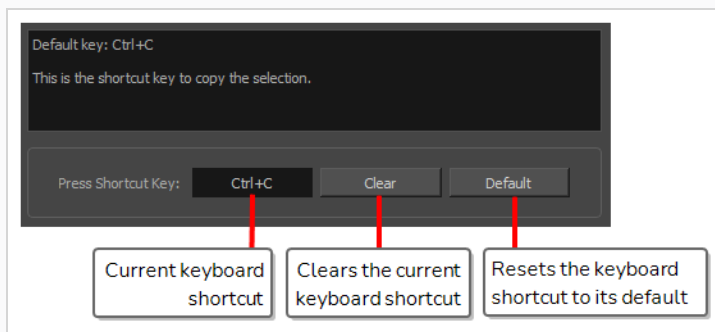 Default key: Ctrl+C
This is the shortcut key to copy the selection.
Press Shortcut Key: Ctrl+C Clear Default
Current keyboard
shortcut
Clears the current
keyboard shortcut
Resets the keyboard
shortcut to its default